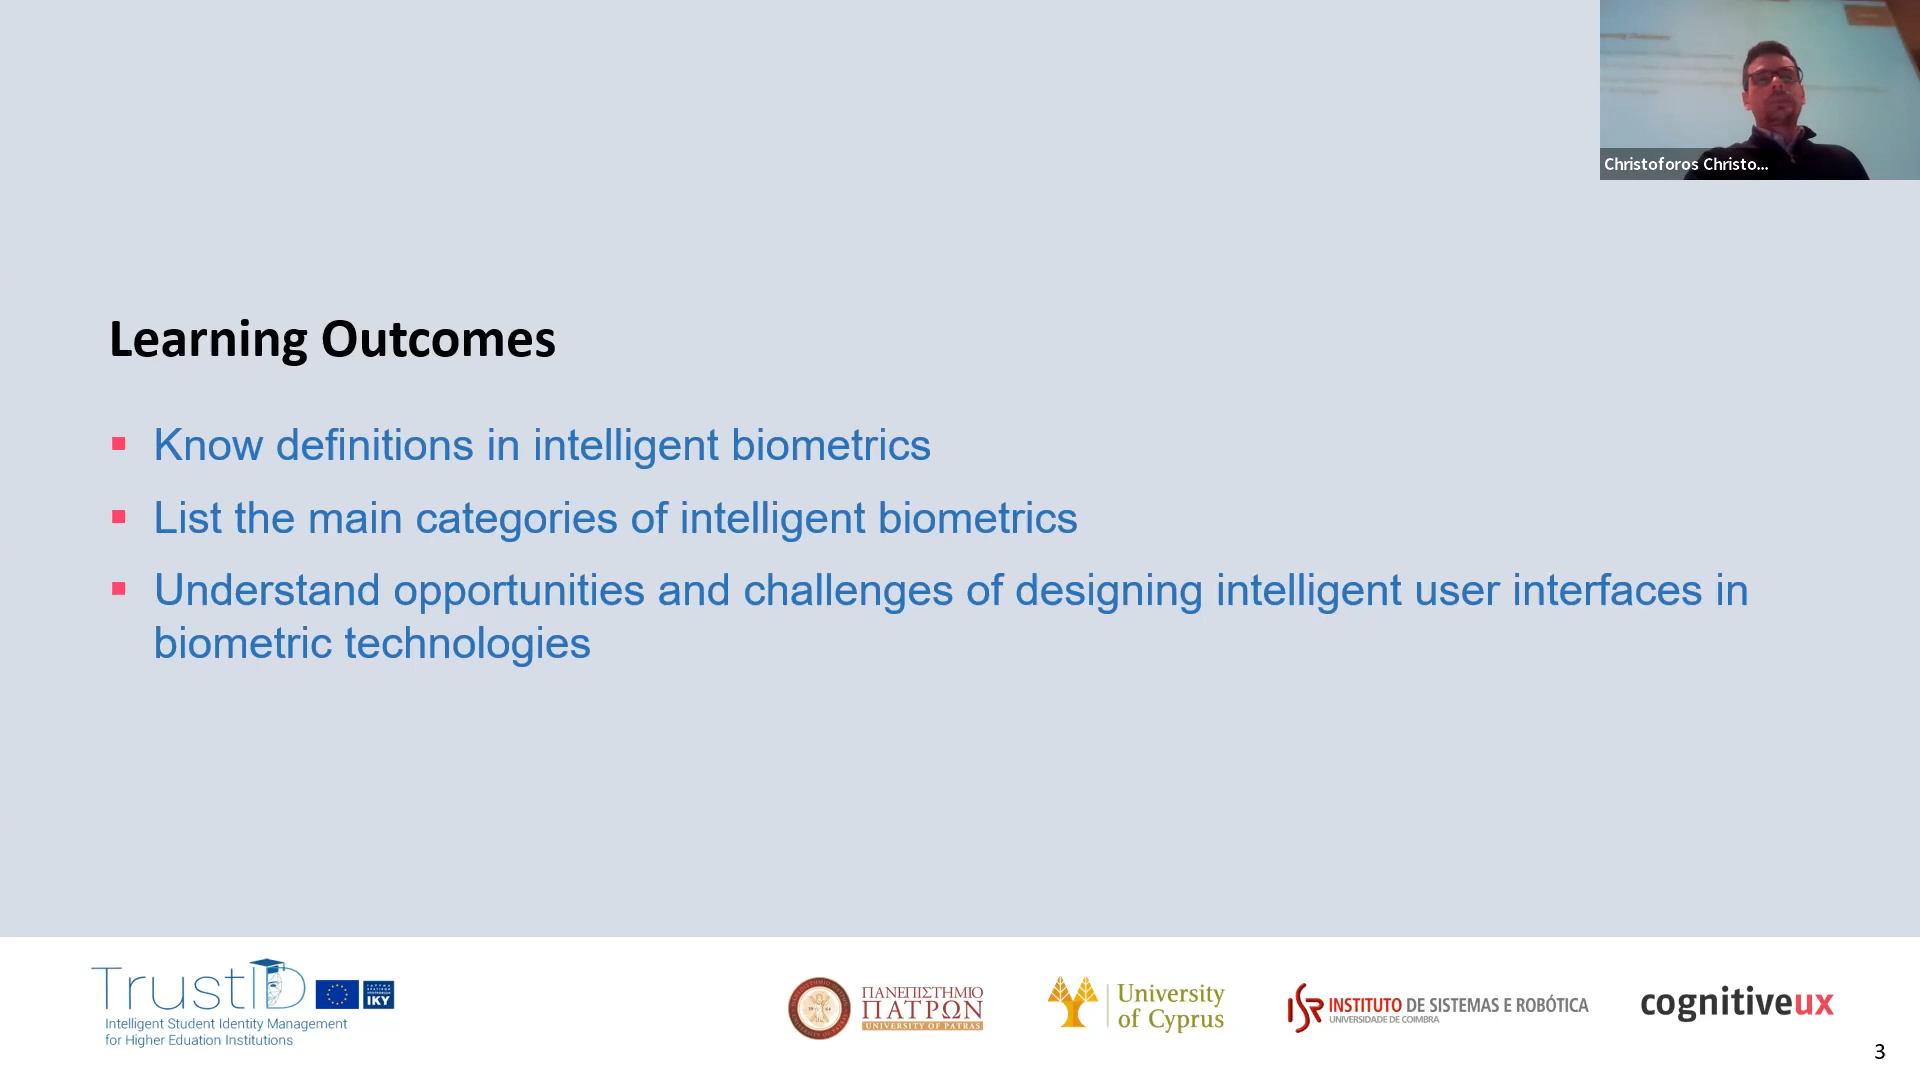 Christoforos Christo...
Learning Outcomes
Know definitions in intelligent biometrics
List the main categories of intelligent biometrics
Understand opportunities and challenges of designing intelligent user interfaces in
biometric technologies
TrustID
IKY
Intelligent Student Identity Management
for Higher Eduation Institutions
ΠΑΝΕΠΙΣΤΗΜΙΟ
ΠΑΤΡΩΝ
UNIVERSITY OF PATRAS
University
of Cyprus
ISR INSTITUTO DE SISTEMAS E ROBÓTICA
UNIVERSIDADE DE COIMBRA
cognitiveux
3